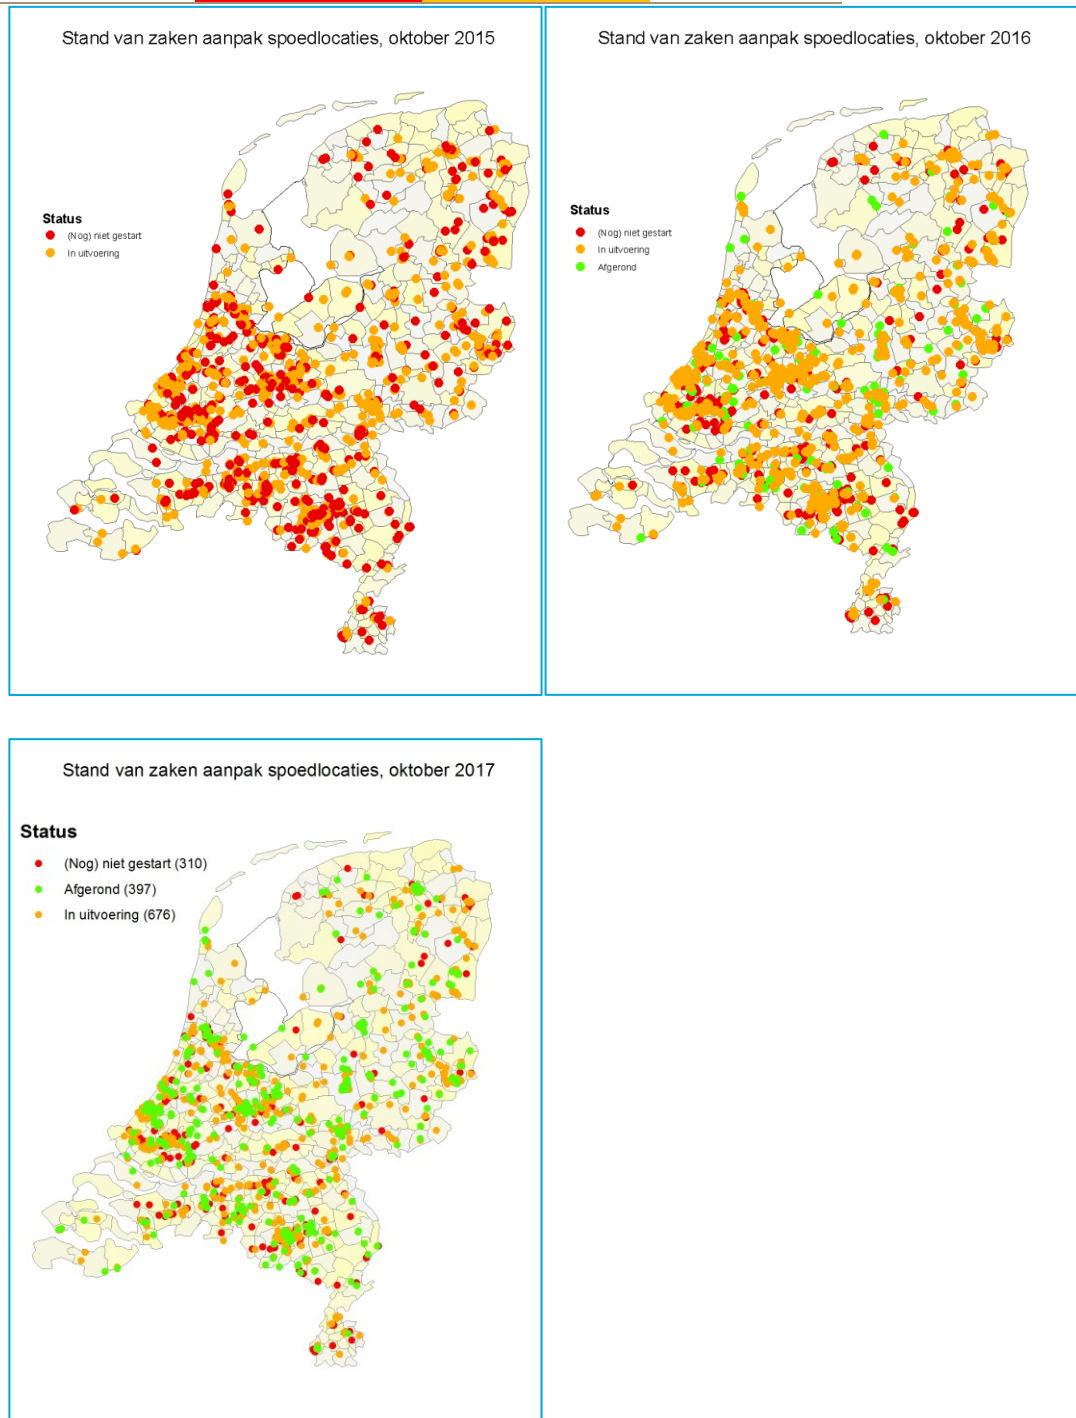 Stand van zaken aanpak spoedlocaties, oktober 2015
Status
(Nog) niet gestart
In uitvoering
Stand van zaken aanpak spoedlocaties, oktober 2016
Status
(Nog) niet gestart
In uitvoering
Afgerond
Stand van zaken aanpak spoedlocaties, oktober 2017
Status
(Nog) niet gestart (310)
Afgerond (397)
In uitvoering (676)